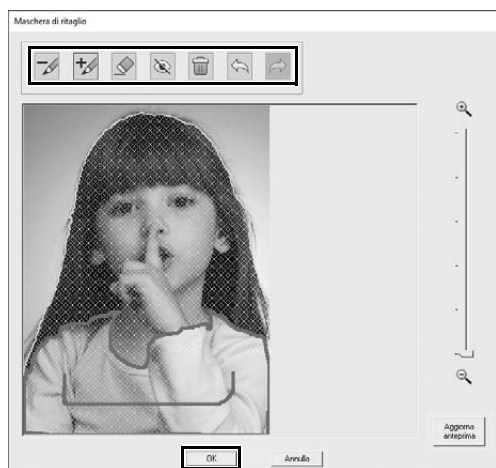 Maschera di ritaglio
OK
Annulla
Aggiorna
anteprima